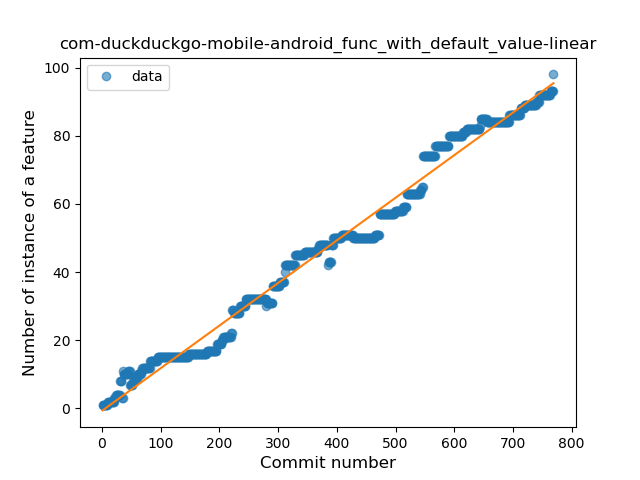 com-duckduckgo-mobile-android_func_with_default_value-linear
data
Number of instance of a feature
100
80
60
40
20
0
0 100 200 300 400 500 600 700 800
Commit number